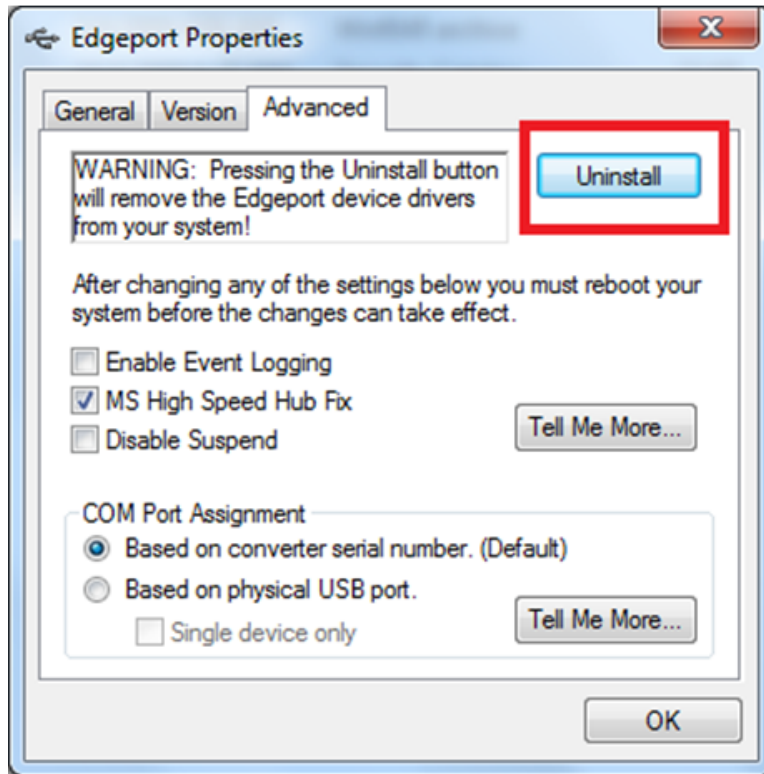 Edgeport Properties
General Version Advanced
WARNING: Pressing the Uninstall button
will remove the Edgeport device drivers
from your system!
Uninstall
After changing any of the settings below you must reboot your
system before the changes can take effect.
Enable Event Logging
MS High Speed Hub Fix
Disable Suspend
Tell Me More...
COM Port Assignment
Based on converter serial number. (Default)
Based on physical USB port.
Single device only
Tell Me More...
OK